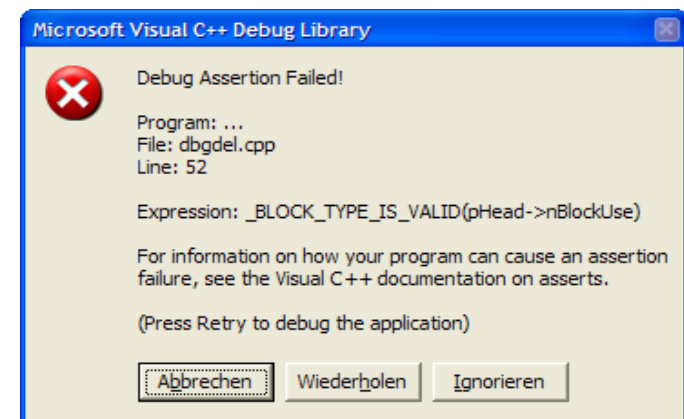 Microsoft Visual C++ Debug Library
Debug Assertion Failed!
Program: ...
File: dbgdel.cpp
Line: 52
Expression: _BLOCK_TYPE_IS_VALID(pHead->nBlockUse)
For information on how your program can cause an assertion
failure, see the Visual C++ documentation on asserts.
(Press Retry to debug the application)
Abbrechen Wiederholen Ignorieren